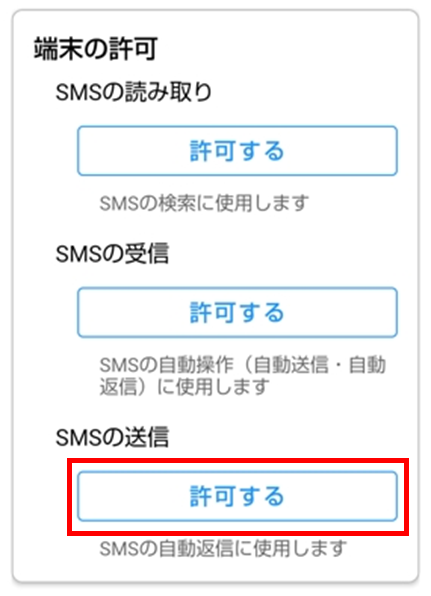 端末の許可
SMSの読み取り
許可する
SMSの検索に使用します
SMSの受信
許可する
SMSの自動操作（自動送信・自動
返信）に使用します
SMSの送信
許可する
SMSの自動返信に使用します